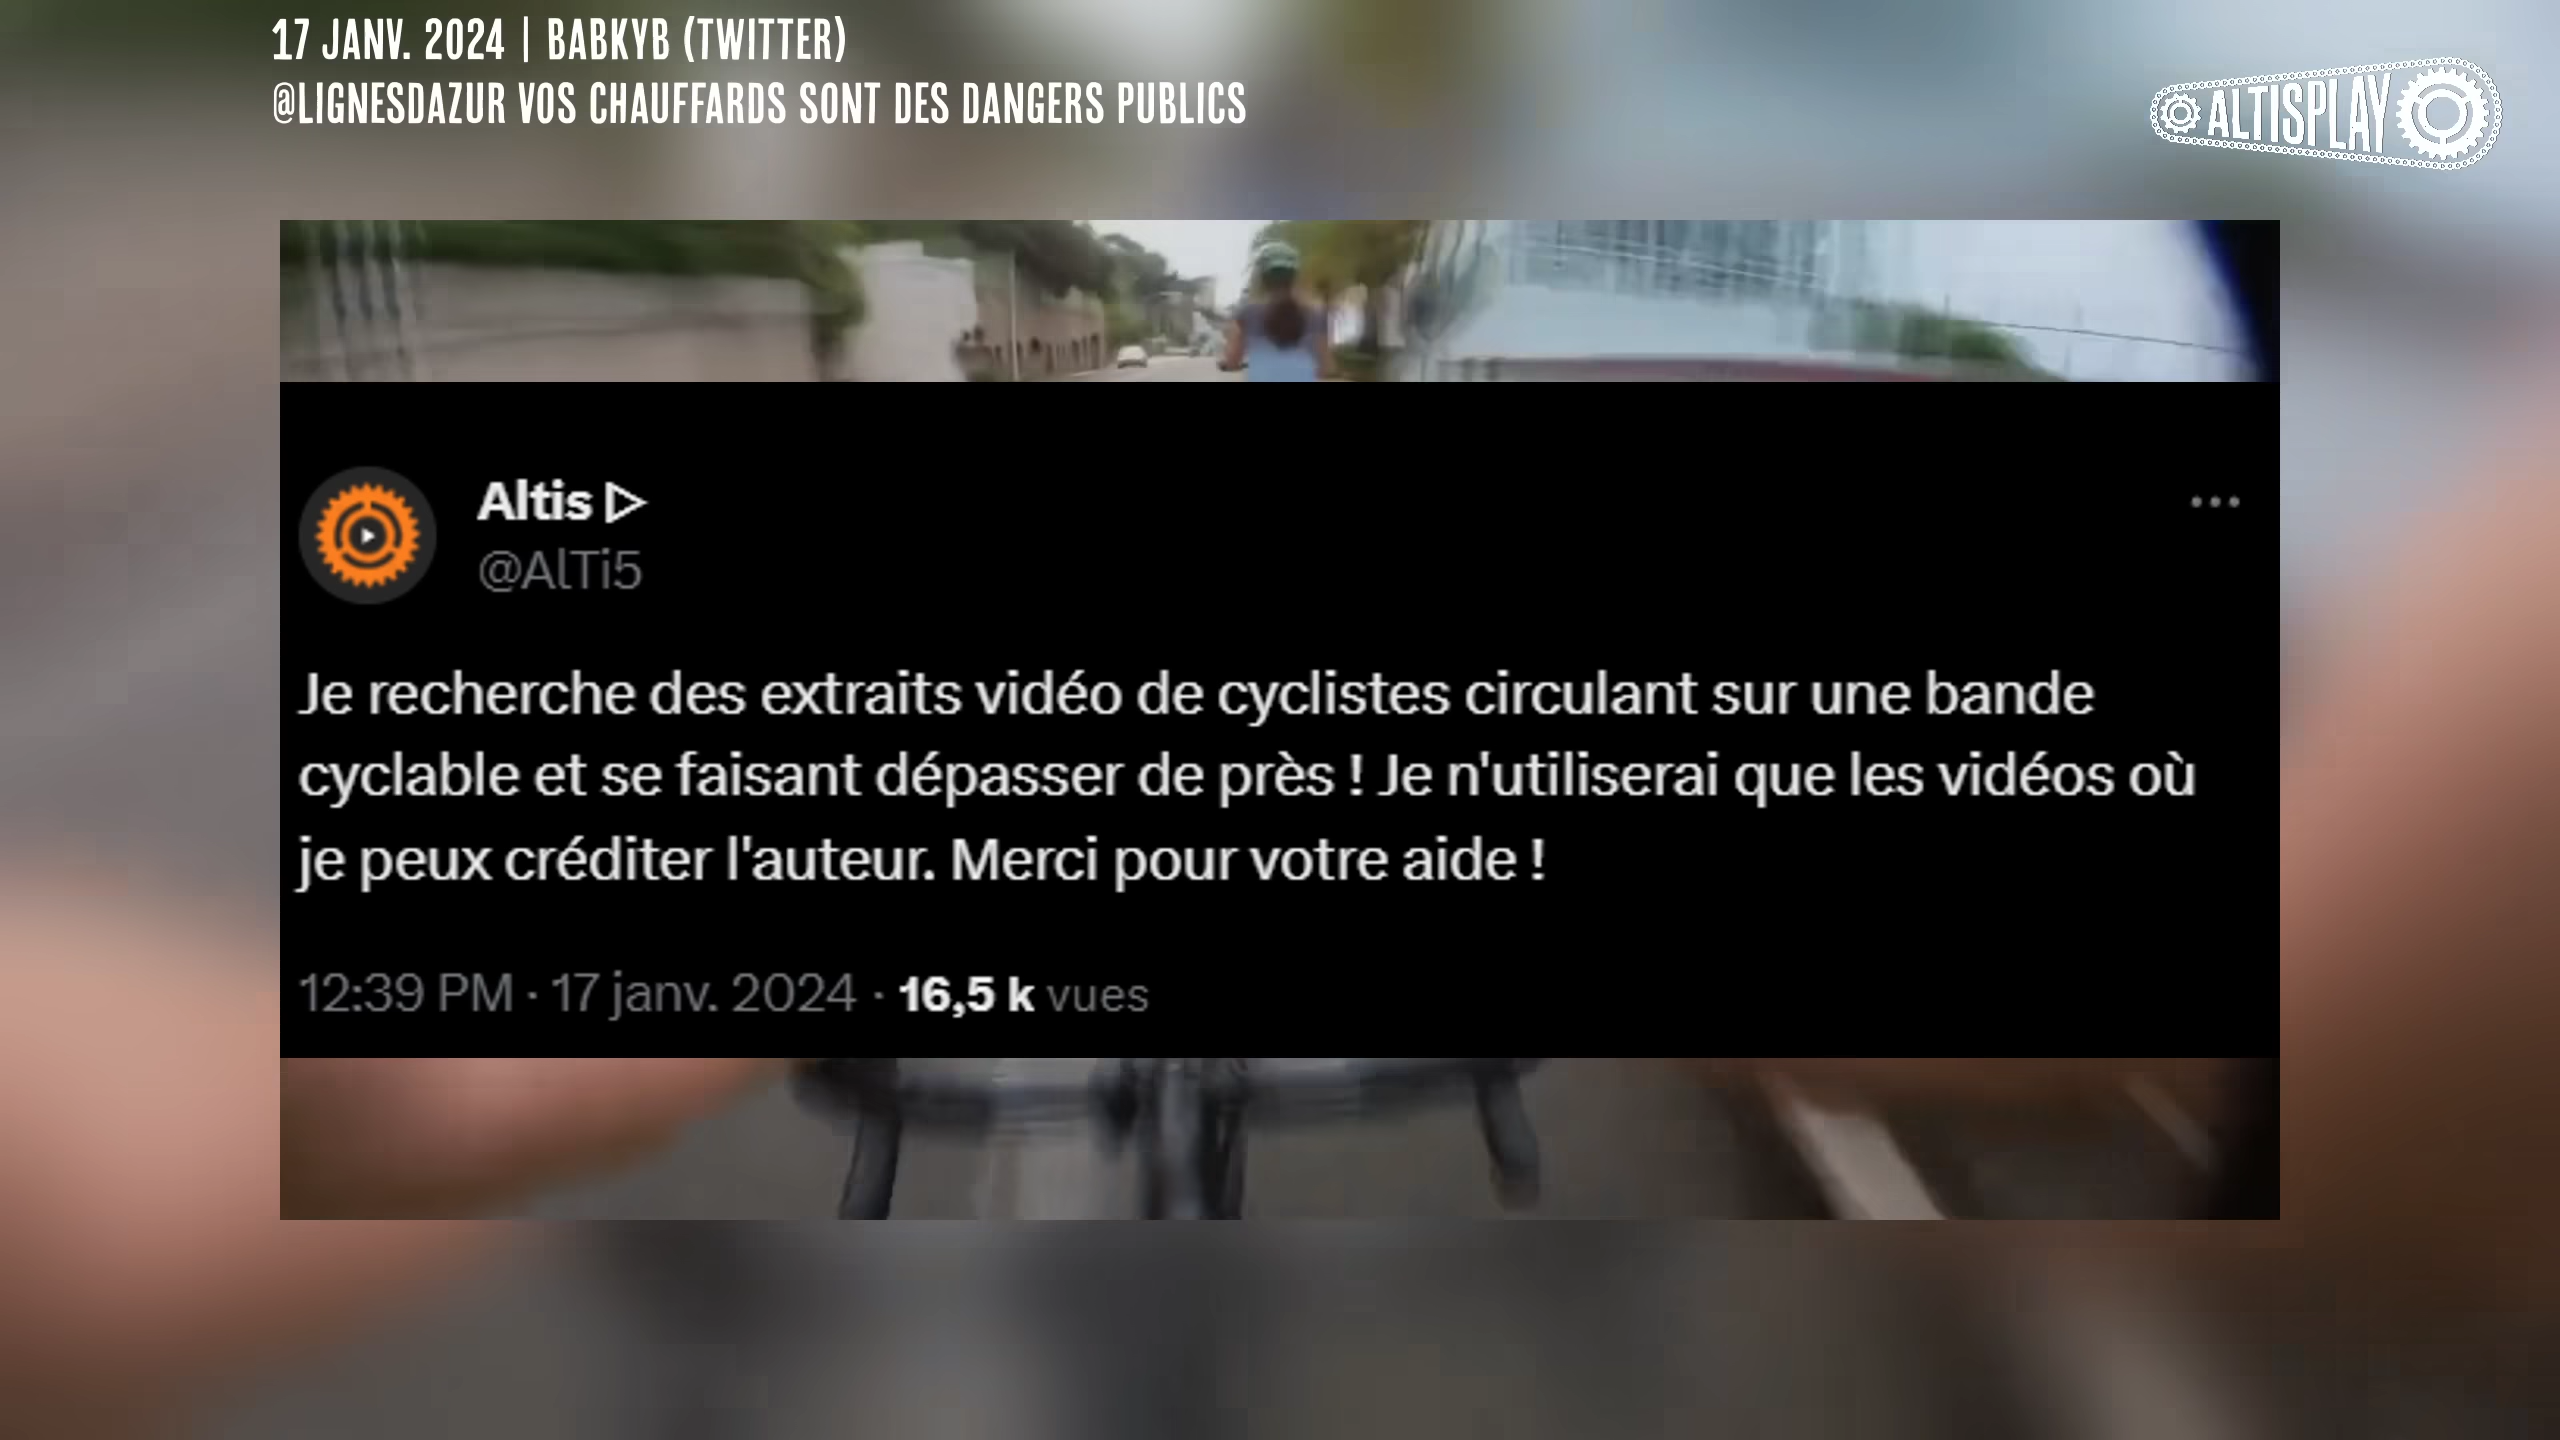 17 JANV. 2024 | BABKYB (TWITTER)
@LIGNESDAZUR VOS CHAUFFARDS SONT DES DANGERS PUBLICS
ALTISPLAY
Altis ▷
@AlTi5
Je recherche des extraits vidéo de cyclistes circulant sur une bande
cyclable et se faisant dépasser de près ! Je n'utiliserai que les vidéos où
je peux créditer l'auteur. Merci pour votre aide !
12:39 PM · 17 janv. 2024 · 16,5 k vues